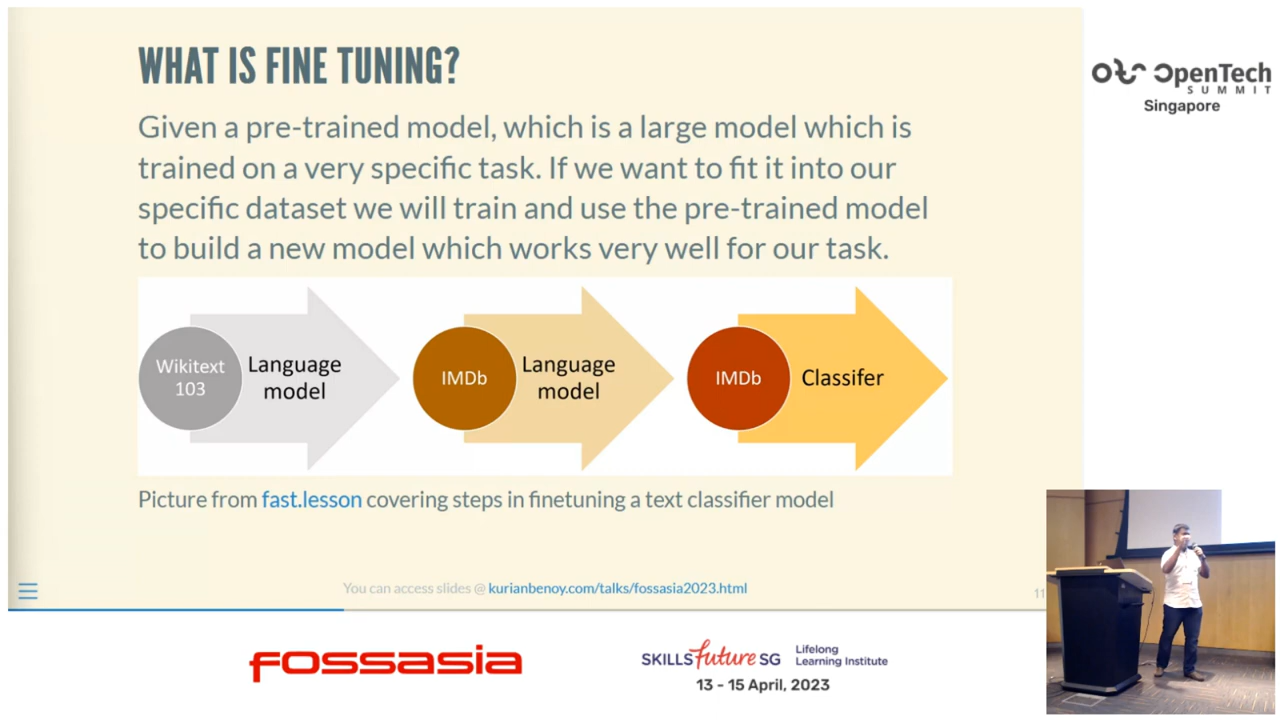 WHAT IS FINE TUNING?
Given a pre-trained model, which is a large model which is
trained on a very specific task. If we want to fit it into our
specific dataset we will train and use the pre-trained model
to build a new model which works very well for our task.
Wikitext
103
Language
model
IMDb
Language
model
IMDb
Classifer
Picture from fast.lesson covering steps in finetuning a text classifier model
You can access slides @ kurianbenoy.com/talks/fossasia2023.html
11
OpenTech
SUMMIT
Singapore
fossasia
SKILLS future SG
Lifelong
Learning Institute
13 - 15 April, 2023